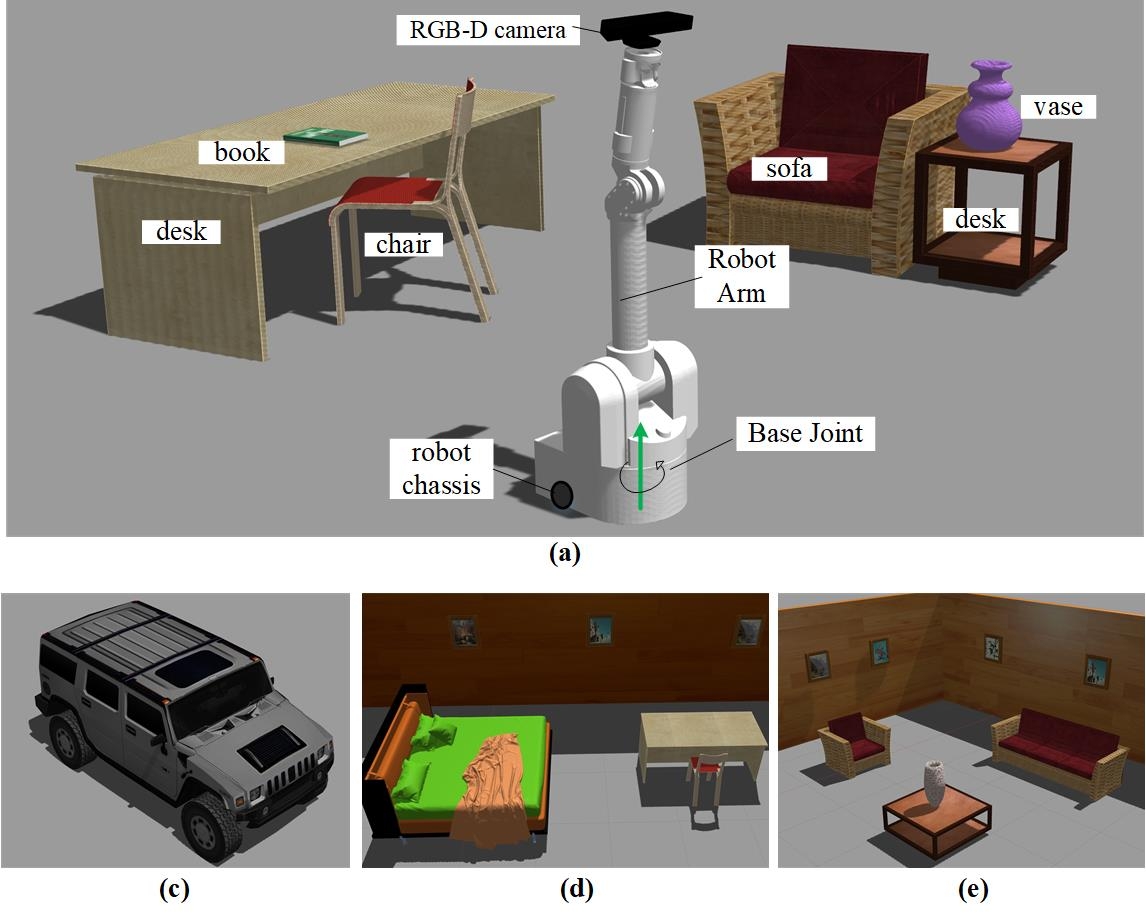 RGB-D camera
vase
book
sofa
desk
desk
chair
Robot
Arm
Base Joint
robot
chassis
(a)
(c)
(d)
(e)